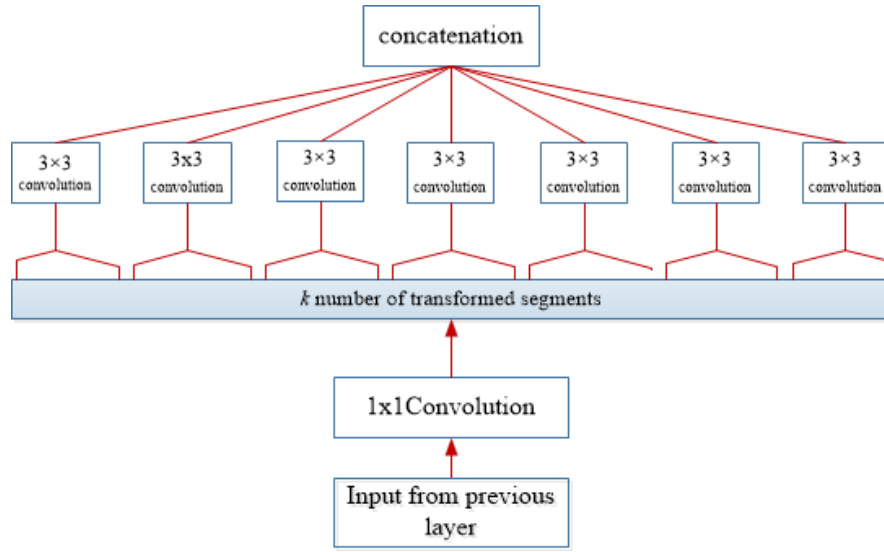 concatenation
3×3
convolution
3x3
convolution
3×3
convolution
3×3
convolution
3×3
convolution
3×3
convolution
3×3
convolution
k number of transformed segments
1x1Convolution
Input from previous
layer